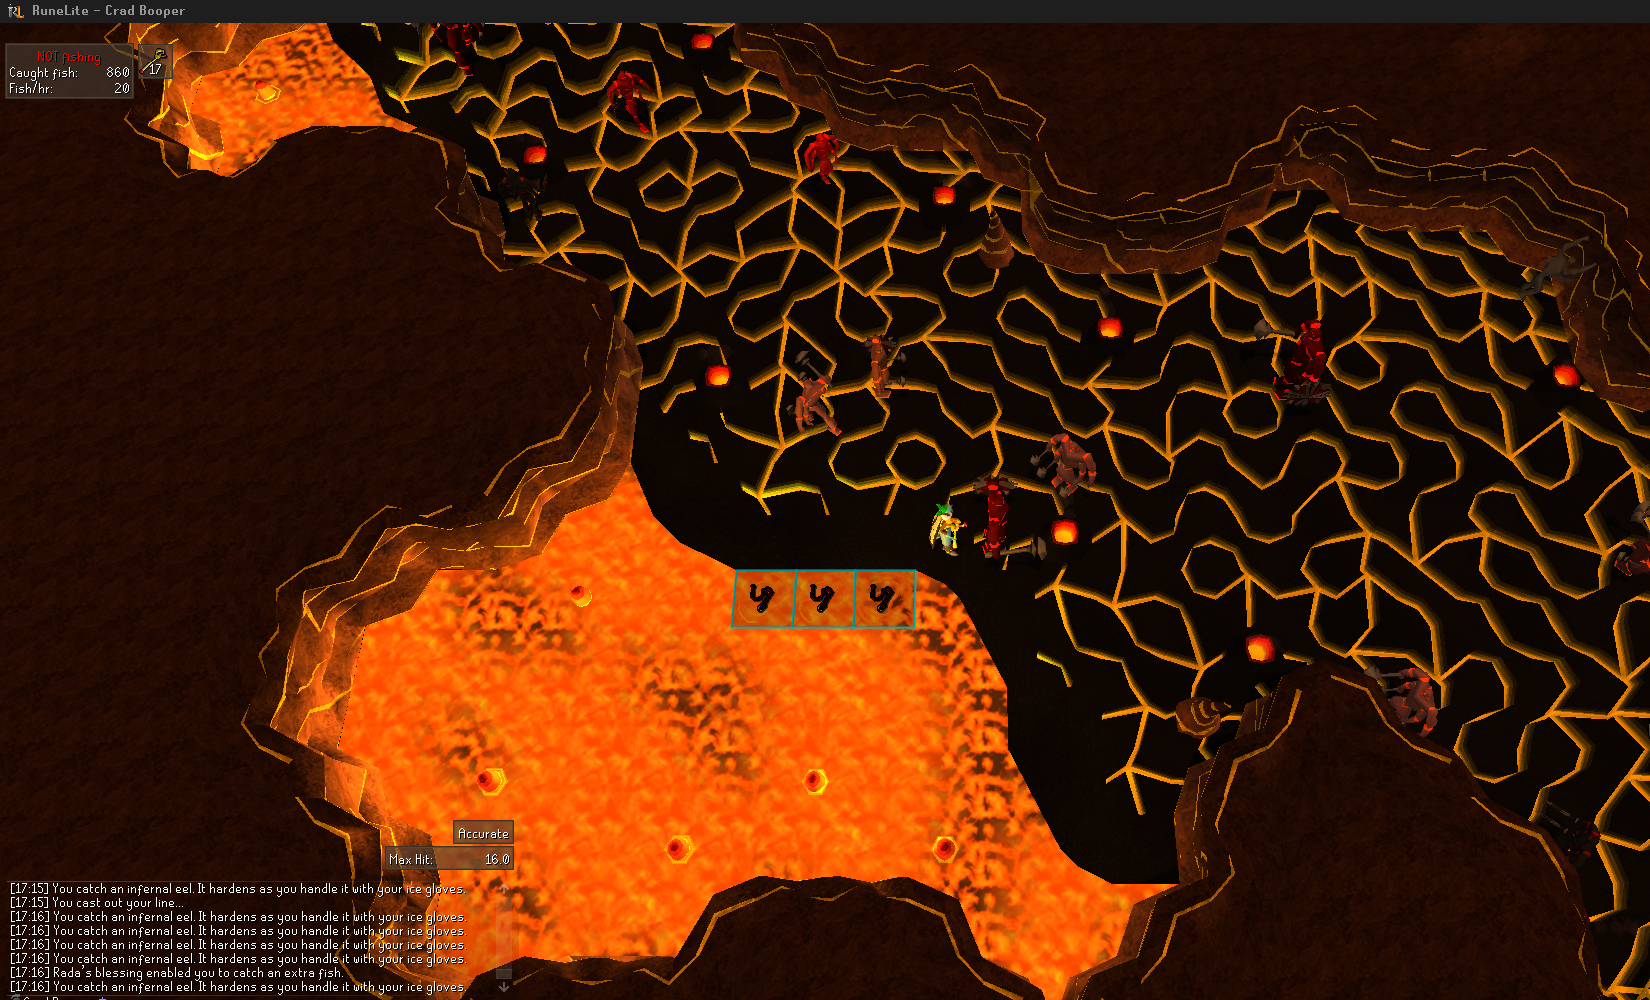 RuneLite - Crad Booper
NOT fishing
Caught fish: 860
Fish/hr: 20
17
Accurate
Max Hit: 16.0
[17:15] You catch an infernal eel. It hardens as you handle it with your ice gloves.
[17:15] You cast out your line...
[17:16] You catch an infernal eel. It hardens as you handle it with your ice gloves.
[17:16] You catch an infernal eel. It hardens as you handle it with your ice gloves.
[17:16] You catch an infernal eel. It hardens as you handle it with your ice gloves.
[17:16] You catch an infernal eel. It hardens as you handle it with your ice gloves.
[17:16] Rada's blessing enabled you to catch an extra fish.
[17:16] You catch an infernal eel. It hardens as you handle it with your ice gloves.